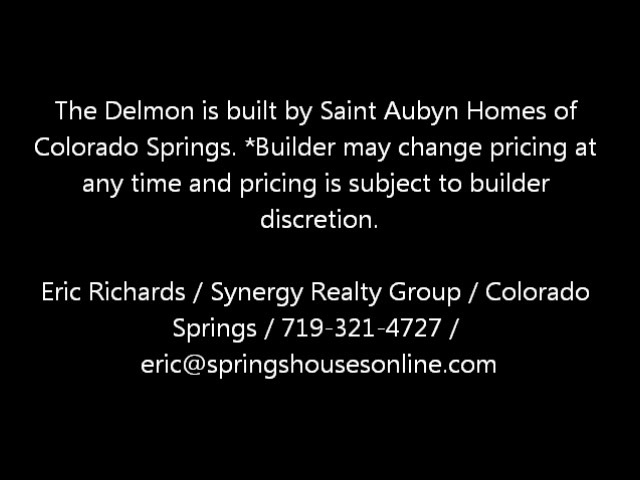 The Delmon is built by Saint Aubyn Homes of
Colorado Springs. *Builder may change pricing at
any time and pricing is subject to builder
discretion.
Eric Richards / Synergy Realty Group / Colorado
Springs / 719-321-4727 /
eric@springshousesonline.com